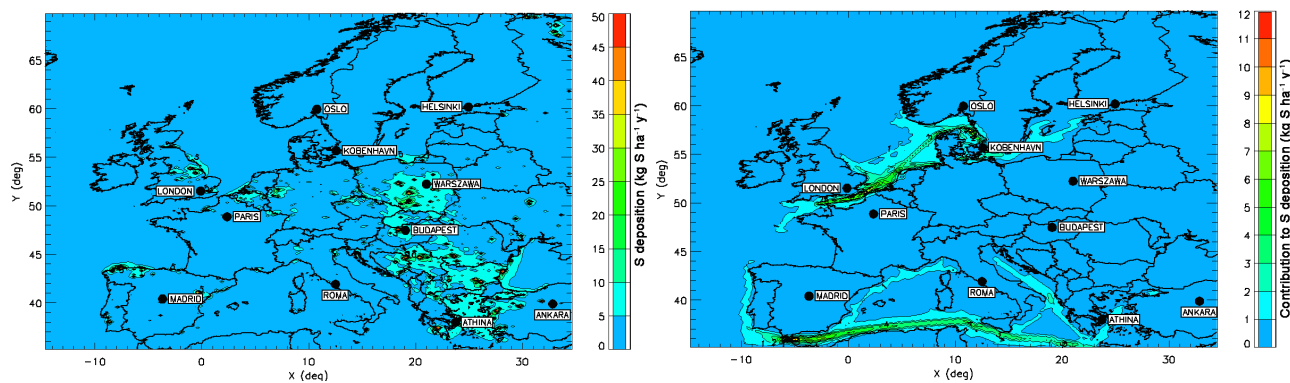 65
60
55
50
45
40
Y (deg)
-10
0
10
20
30
X (deg)
OSLO
HELSINKI
KOBENHAVN
LONDON
WARSZAWA
PARIS
BUDAPEST
MADRID
ROMA
ANKARA
ATHINA
50
45
40
35
30
25
20
15
10
5
0
S deposition (kg S ha⁻¹ y⁻¹)
65
60
55
50
45
40
Y (deg)
-10
0
10
20
30
X (deg)
OSLO
HELSINKI
KOBENHAVN
LONDON
WARSZAWA
PARIS
BUDAPEST
MADRID
ROMA
ANKARA
ATHINA
12
11
10
9
8
7
6
5
4
3
2
1
0
Contribution to S deposition (kg S ha⁻¹ y⁻¹)